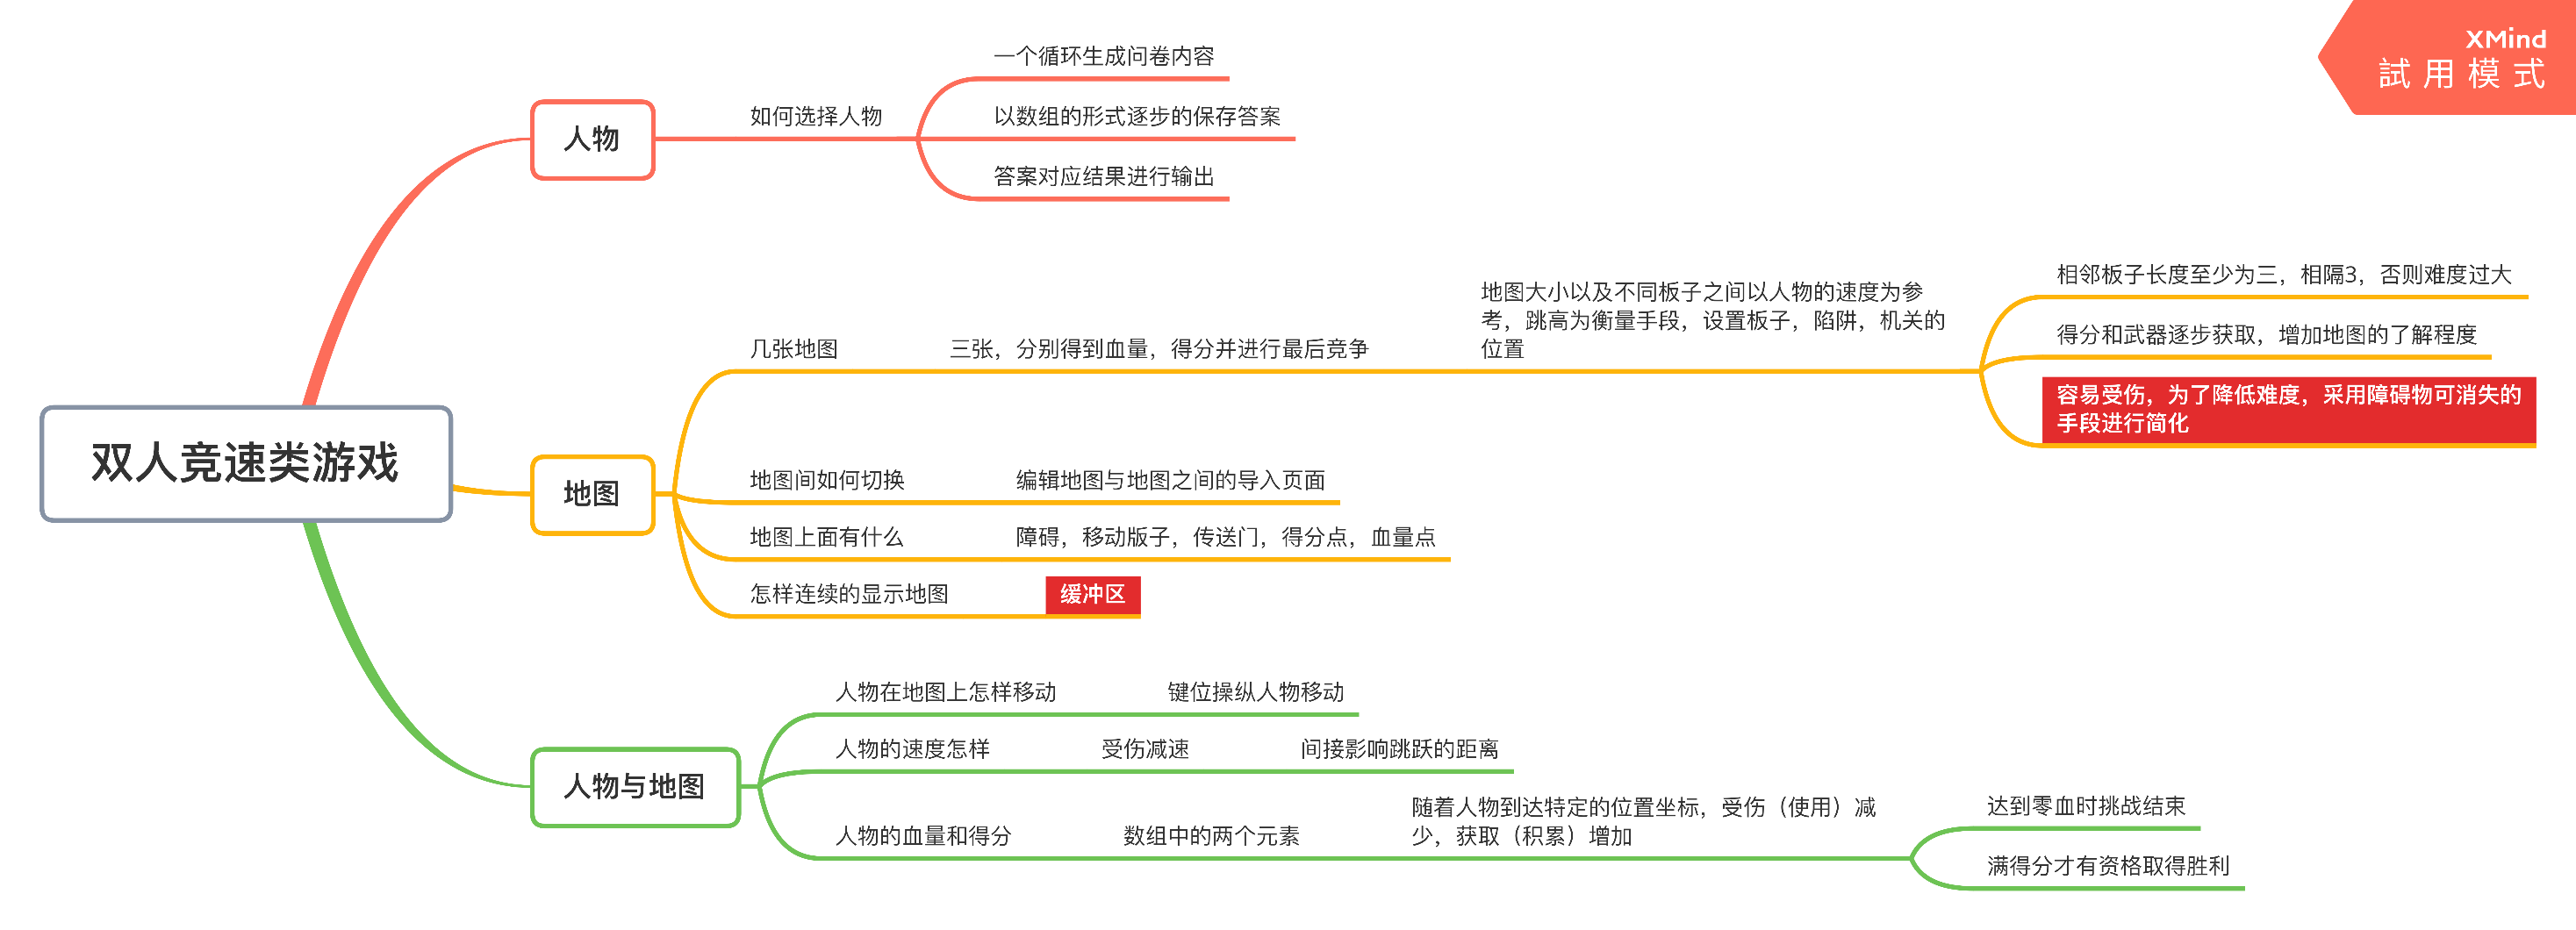 XMind
試用模式
双人竞速类游戏
人物
如何选择人物
一个循环生成问卷内容
以数组的形式逐步的保存答案
答案对应结果进行输出
地图
几张地图
三张，分别得到血量，得分并进行最后竞争
地图大小以及不同板子之间以人物的速度为参
考，跳高为衡量手段，设置板子，陷阱，机关的
位置
相邻板子长度至少为三，相隔3，否则难度过大
得分和武器逐步获取，增加地图的了解程度
容易受伤，为了降低难度，采用障碍物可消失的
手段进行简化
地图间如何切换
编辑地图与地图之间的导入页面
地图上面有什么
障碍，移动版子，传送门，得分点，血量点
怎样连续的显示地图
缓冲区
人物与地图
人物在地图上怎样移动
键位操纵人物移动
人物的速度怎样
受伤减速
间接影响跳跃的距离
人物的血量和得分
数组中的两个元素
随着人物到达特定的位置坐标，受伤（使用）减
少，获取（积累）增加
达到零血时挑战结束
满得分才有资格取得胜利